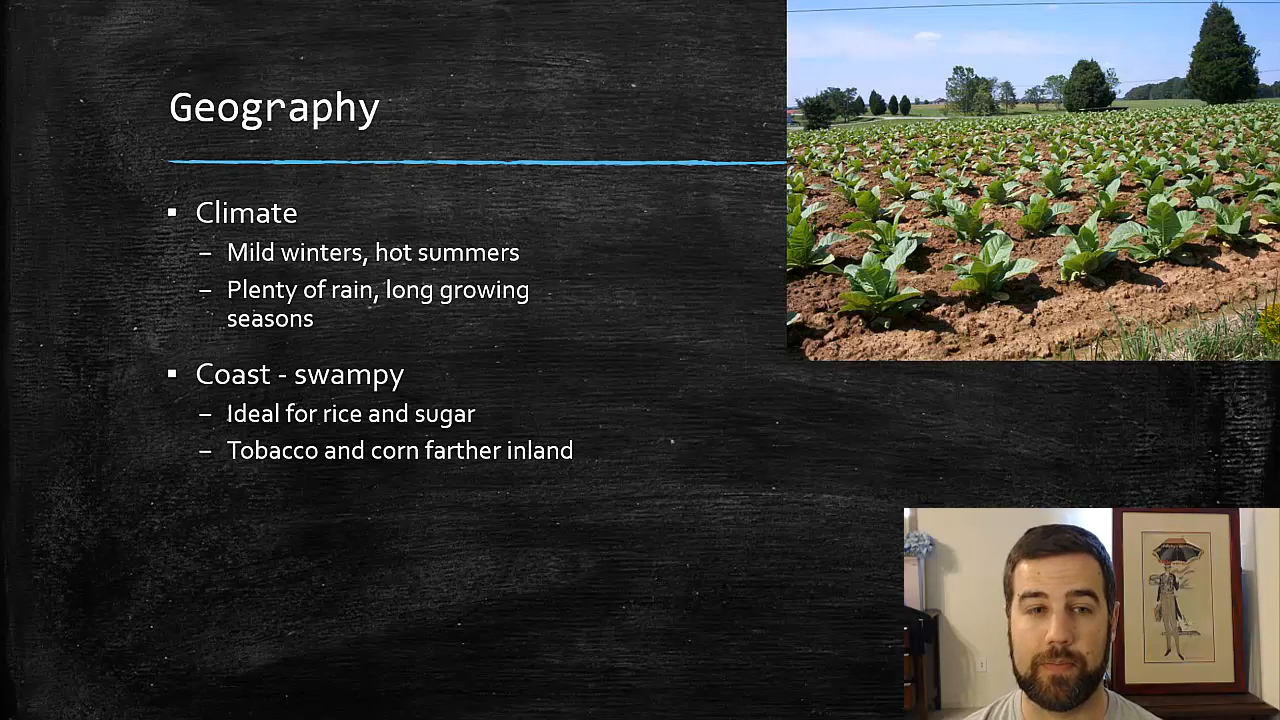 Geography
▪ Climate
– Mild winters, hot summers
– Plenty of rain, long growing
seasons
▪ Coast - swampy
– Ideal for rice and sugar
– Tobacco and corn farther inland